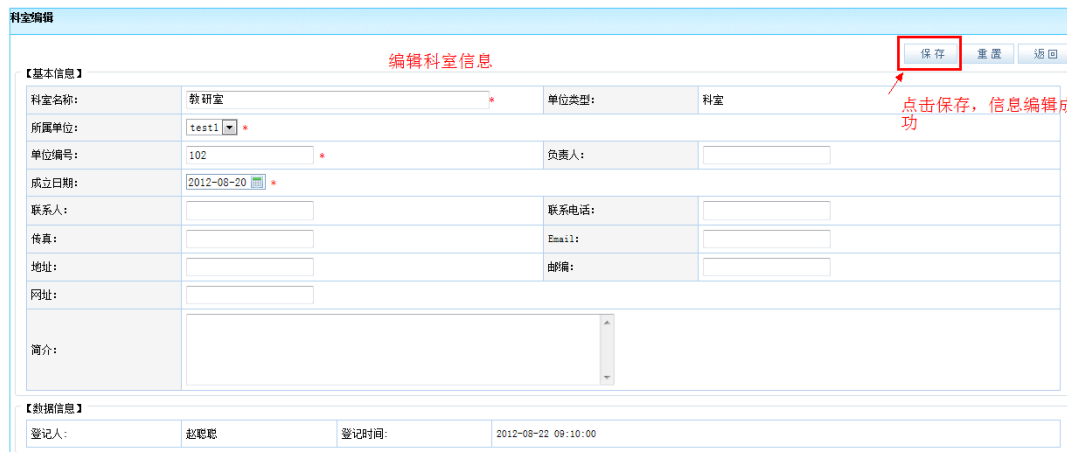 科室编辑
保存 重置 返回
编辑科室信息
【基本信息】
科室名称: 教研室 * 单位类型: 科室
点击保存，信息编辑成
功
所属单位: test1 *
单位编号: 102 * 负责人:
成立日期: 2012-08-20 *
联系人: 联系电话:
传真: Email:
地址: 邮编:
网址:
简介:
【数据信息】
登记人: 赵聪聪 登记时间: 2012-08-22 09:10:00